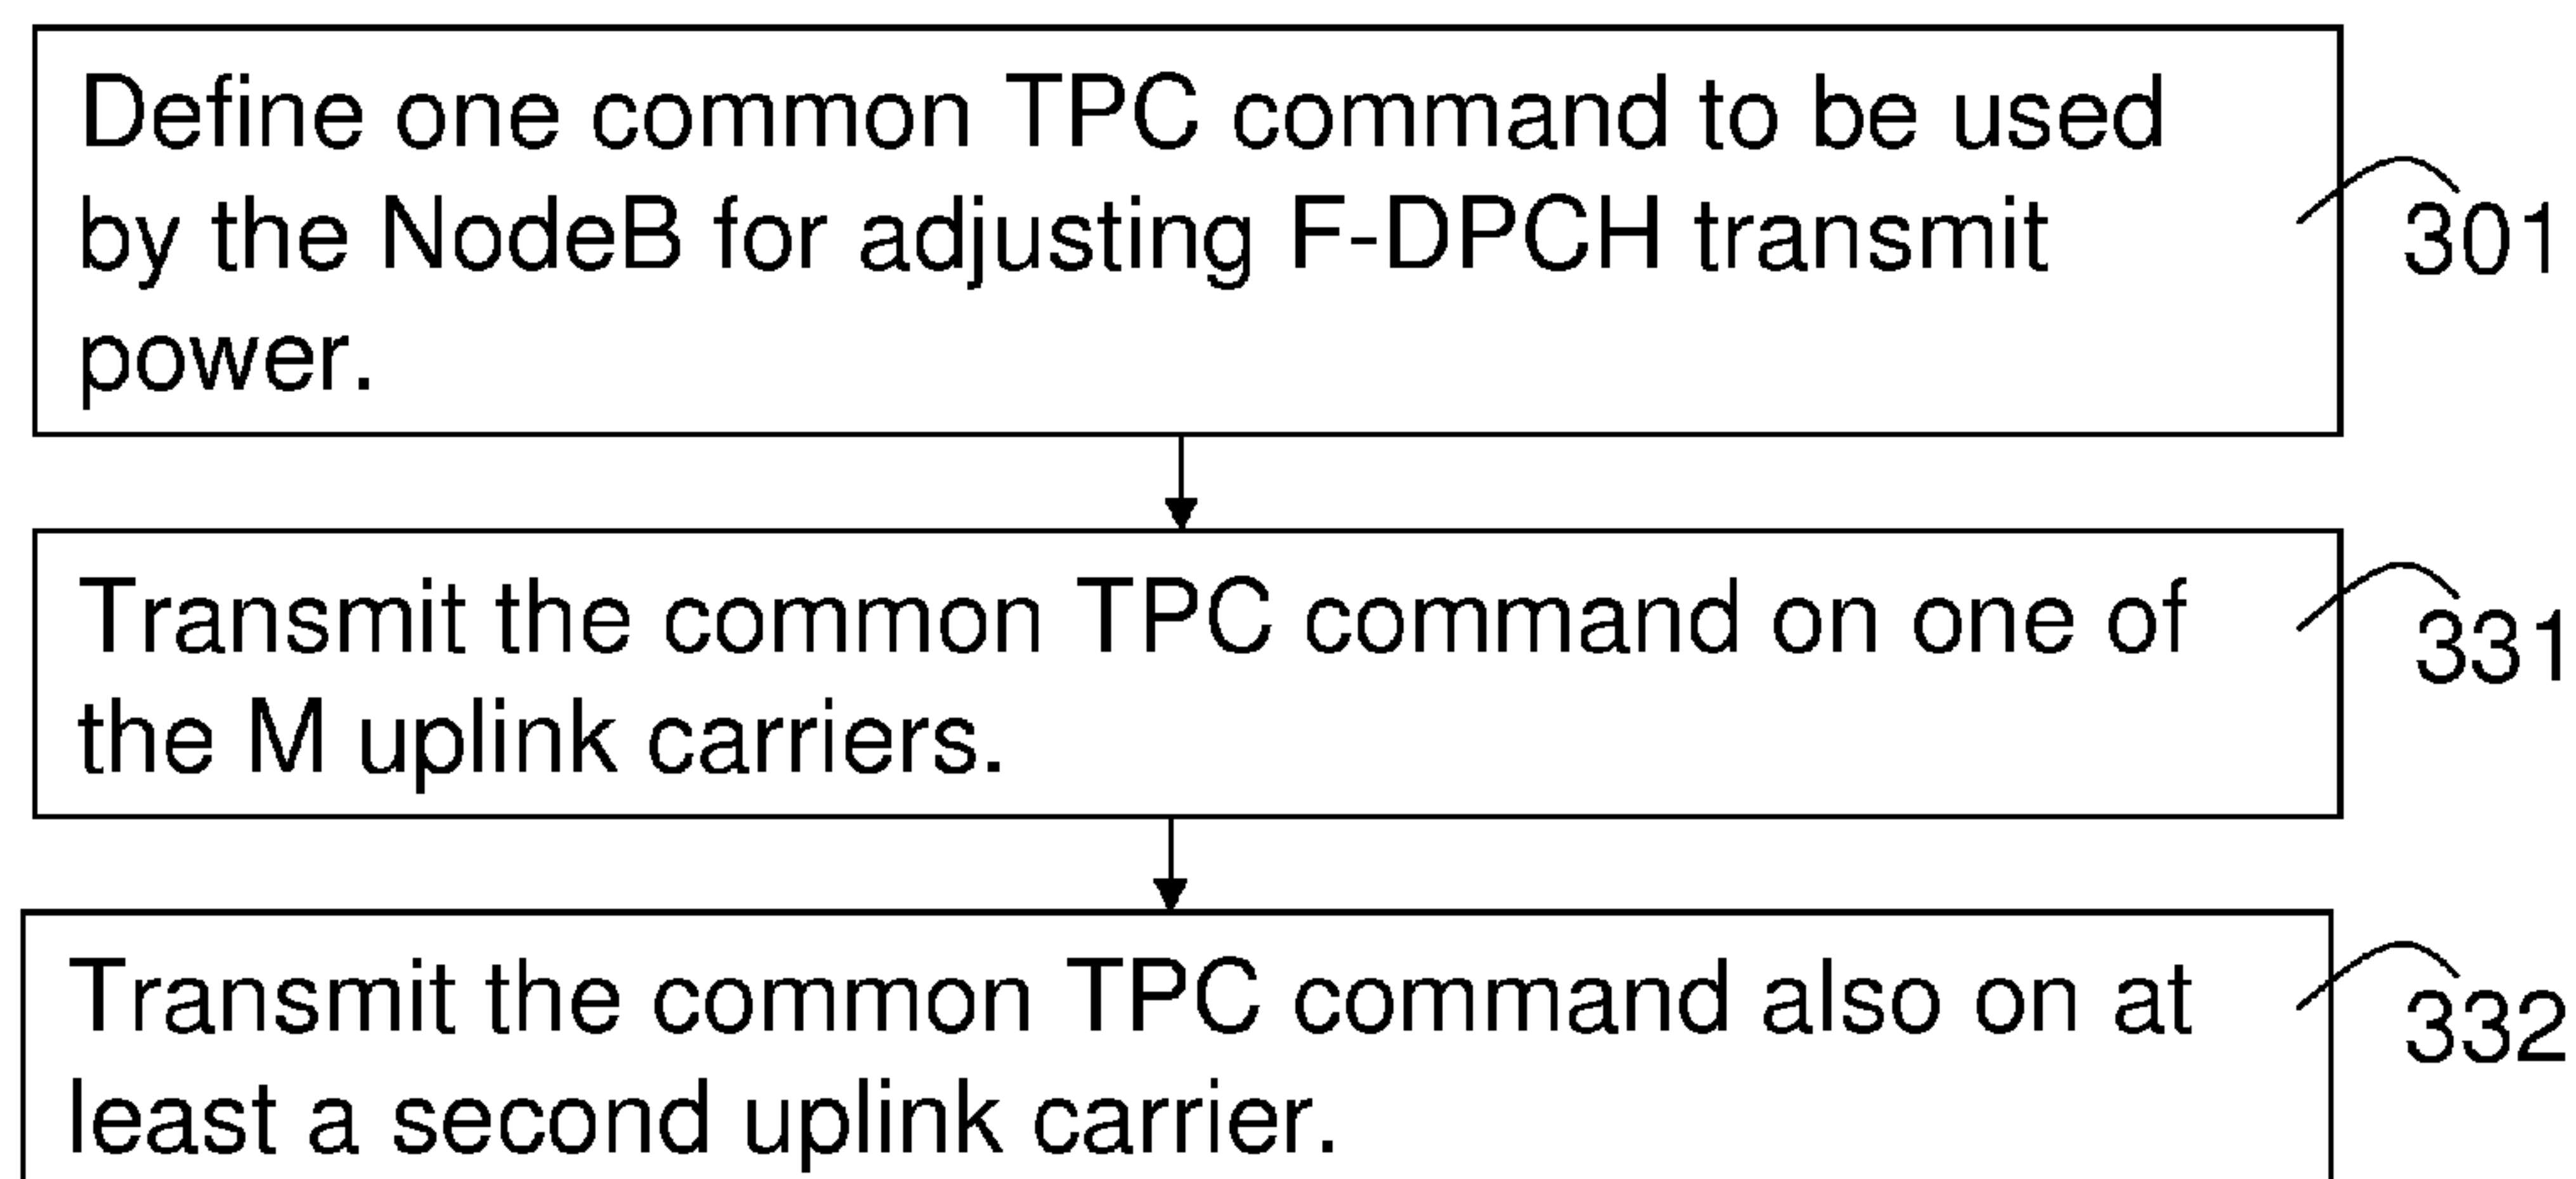 Define one common TPC command to be used
by the NodeB for adjusting F-DPCH transmit
power.
301
Transmit the common TPC command on one of
the M uplink carriers.
331
Transmit the common TPC command also on at
least a second uplink carrier.
332